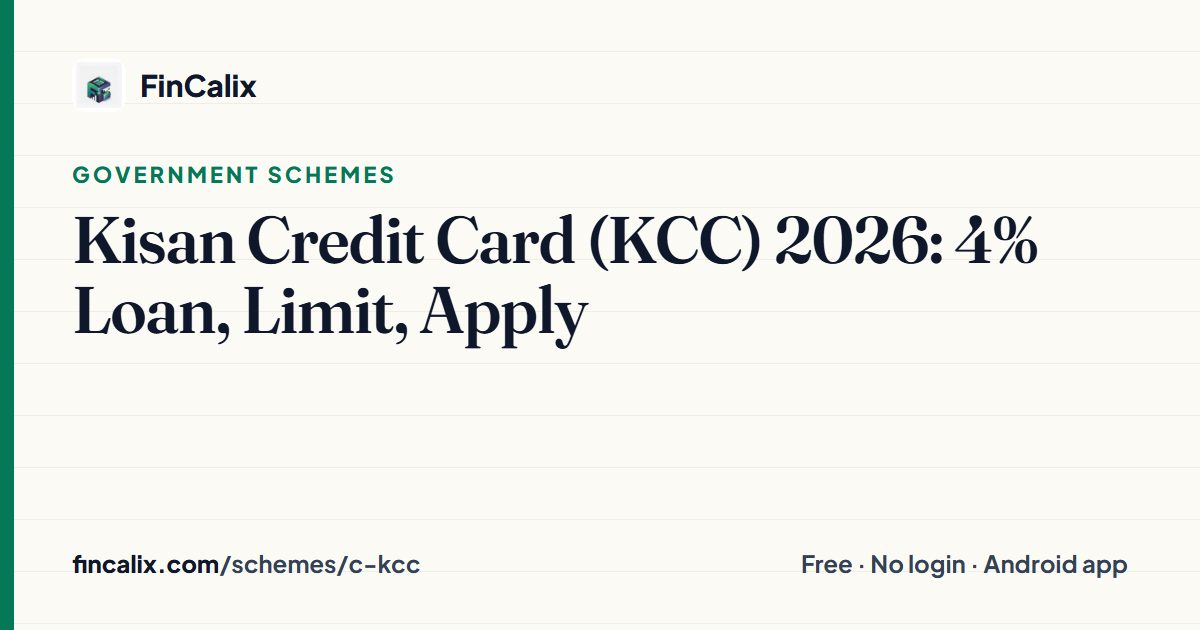 FinCalix
GOVERNMENT SCHEMES
Kisan Credit Card (KCC) 2026: 4%
Loan, Limit, Apply
fincalix.com/schemes/c-kcc
Free · No login · Android app